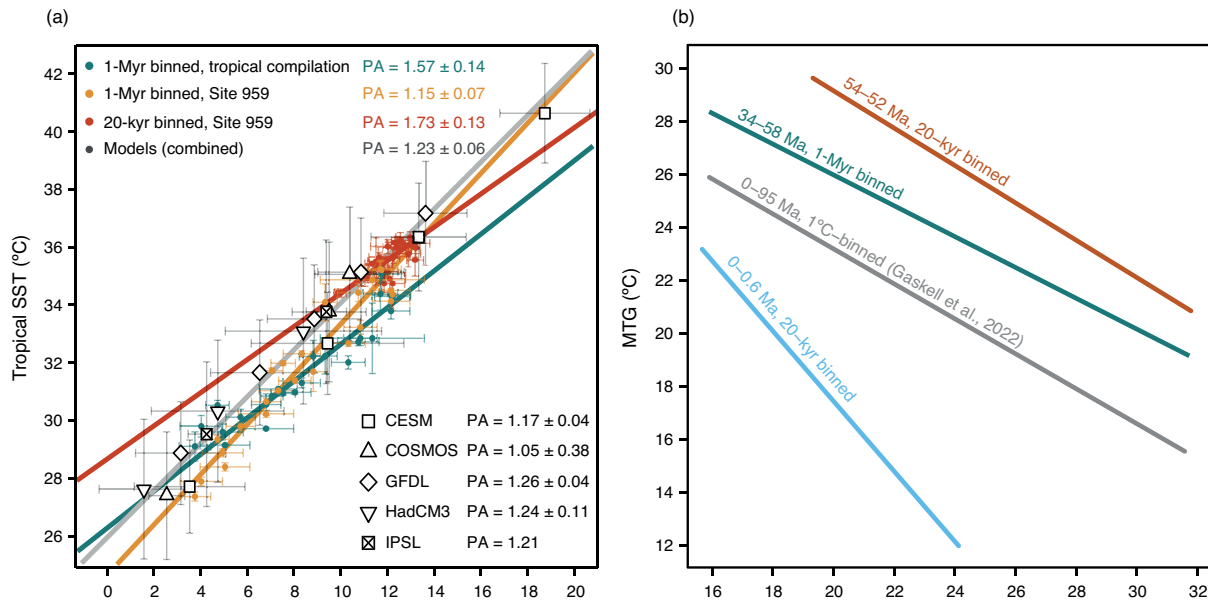 (a)
(b)
Tropical SST (ºC)
42
40
38
36
34
32
30
28
26
0 2 4 6 8 10 12 14 16 18 20
1-Myr binned, tropical compilation PA = 1.57 ± 0.14
1-Myr binned, Site 959 PA = 1.15 ± 0.07
20-kyr binned, Site 959 PA = 1.73 ± 0.13
Models (combined) PA = 1.23 ± 0.06
CESM PA = 1.17 ± 0.04
COSMOS PA = 1.05 ± 0.38
GFDL PA = 1.26 ± 0.04
HadCM3 PA = 1.24 ± 0.11
IPSL PA = 1.21
MTG (ºC)
30
28
26
24
22
20
18
16
14
12
16 18 20 22 24 26 28 30 32
54–52 Ma, 20-kyr binned
34–58 Ma, 1-Myr binned
0–95 Ma, 1°C-binned (Gaskell et al., 2022)
0–0.6 Ma, 20-kyr binned